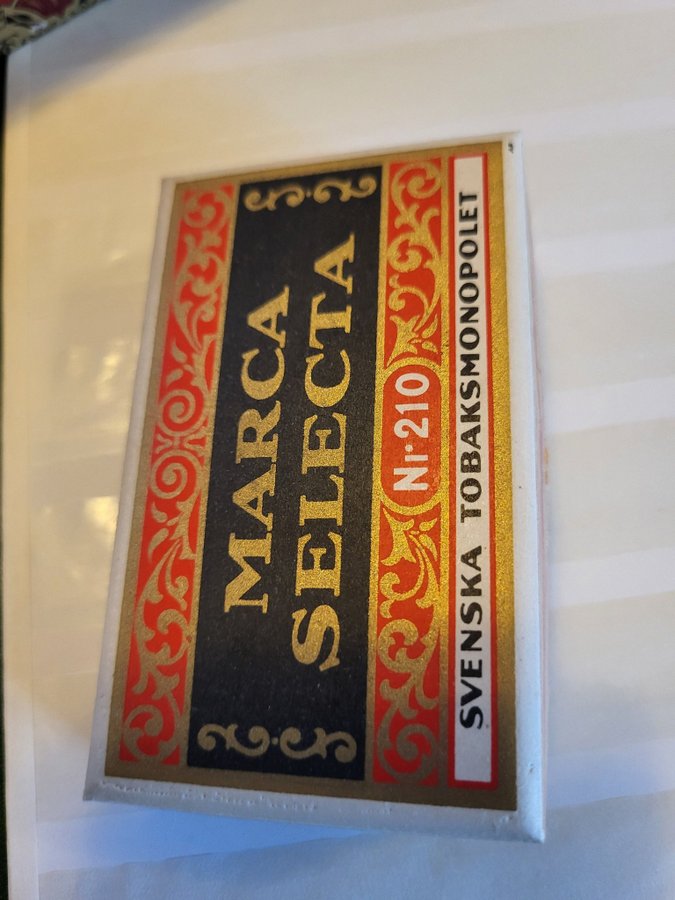 MARCA
SELECTA
Nr. 210
SVENSKA TOBAKSMONOPOLET